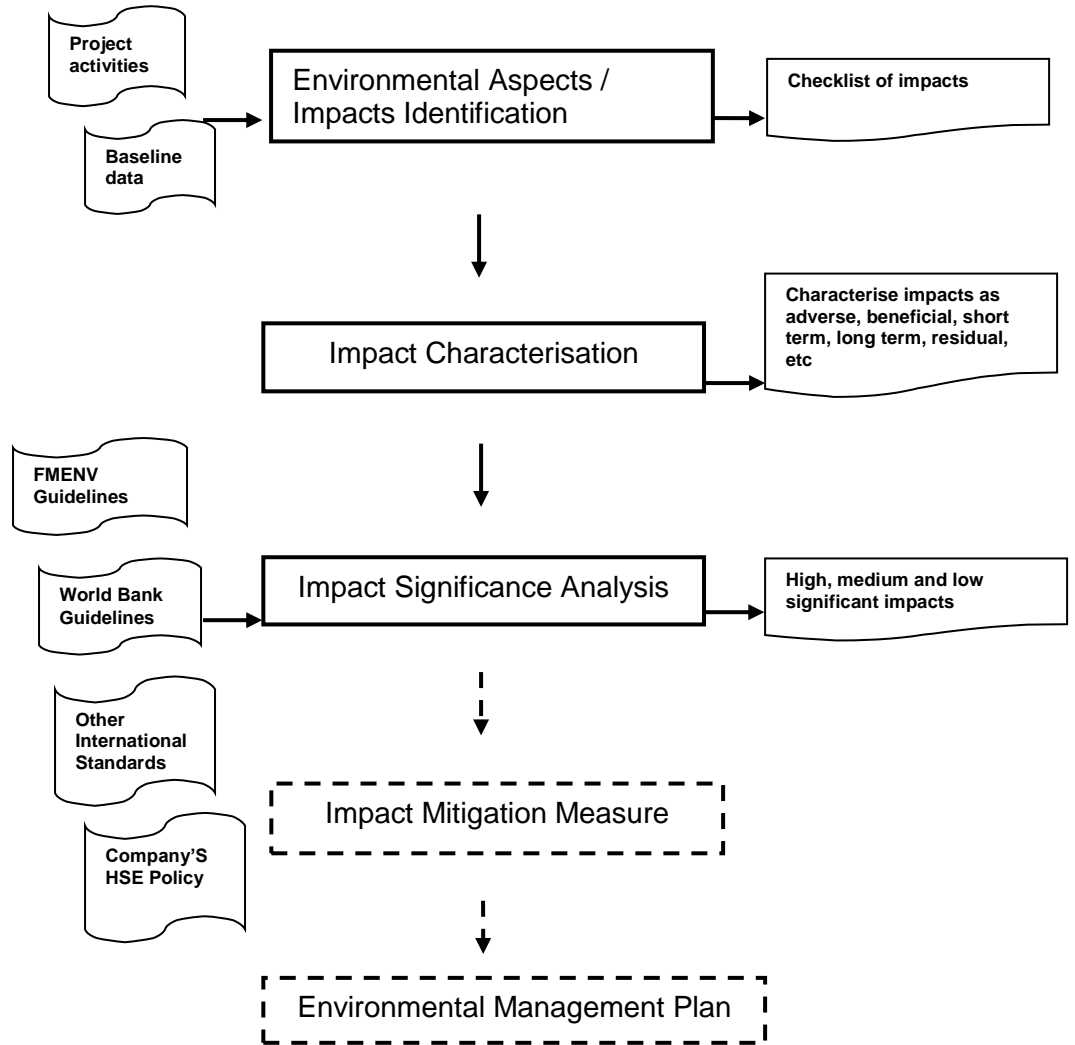 Project
activities
Environmental Aspects /
Impacts Identification
Checklist of impacts
Baseline
data
Characterise impacts as
adverse, beneficial, short
term, long term, residual,
etc
Impact Characterisation
FMENV
Guidelines
World Bank
Guidelines
Impact Significance Analysis
High, medium and low
significant impacts
Other
International
Standards
Impact Mitigation Measure
Company'S
HSE Policy
Environmental Management Plan